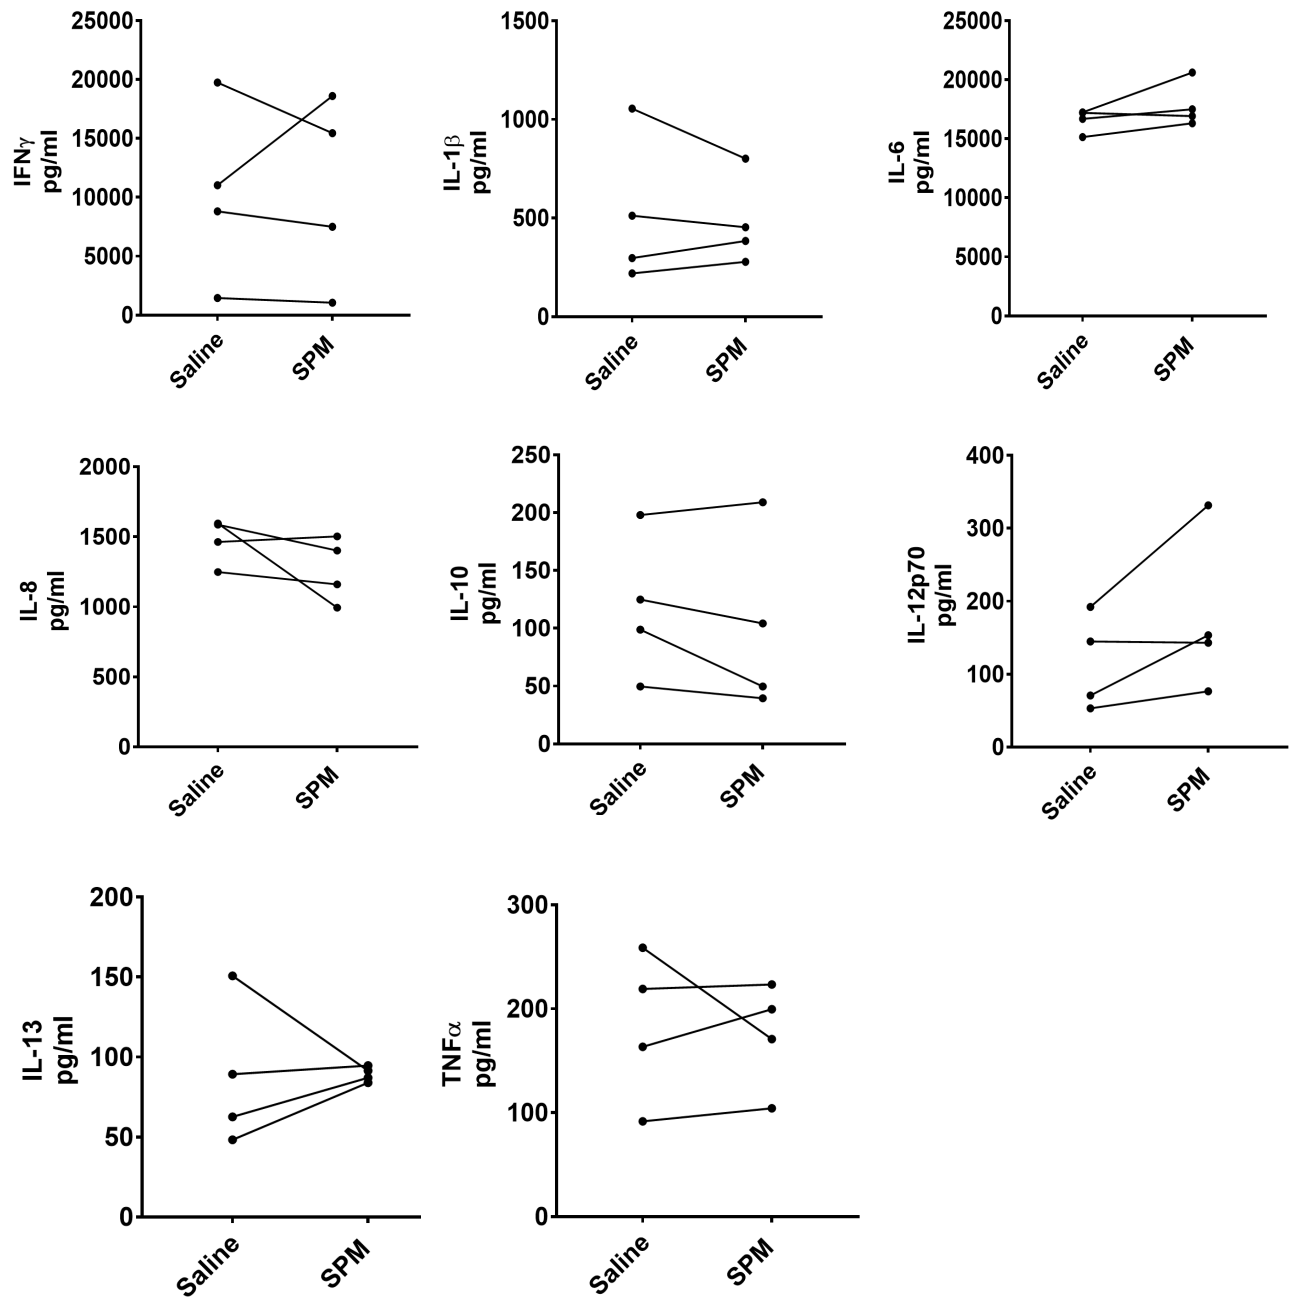 IFNγ
pg/ml
25000
20000
15000
10000
5000
0
Saline
SPM
IL-1β
pg/ml
1500
1000
500
0
Saline
SPM
IL-6
pg/ml
25000
20000
15000
10000
5000
0
Saline
SPM
IL-8
pg/ml
2000
1500
1000
500
0
Saline
SPM
IL-10
pg/ml
250
200
150
100
50
0
Saline
SPM
IL-12p70
pg/ml
400
300
200
100
0
Saline
SPM
IL-13
pg/ml
200
150
100
50
0
Saline
SPM
TNFα
pg/ml
300
200
100
0
Saline
SPM